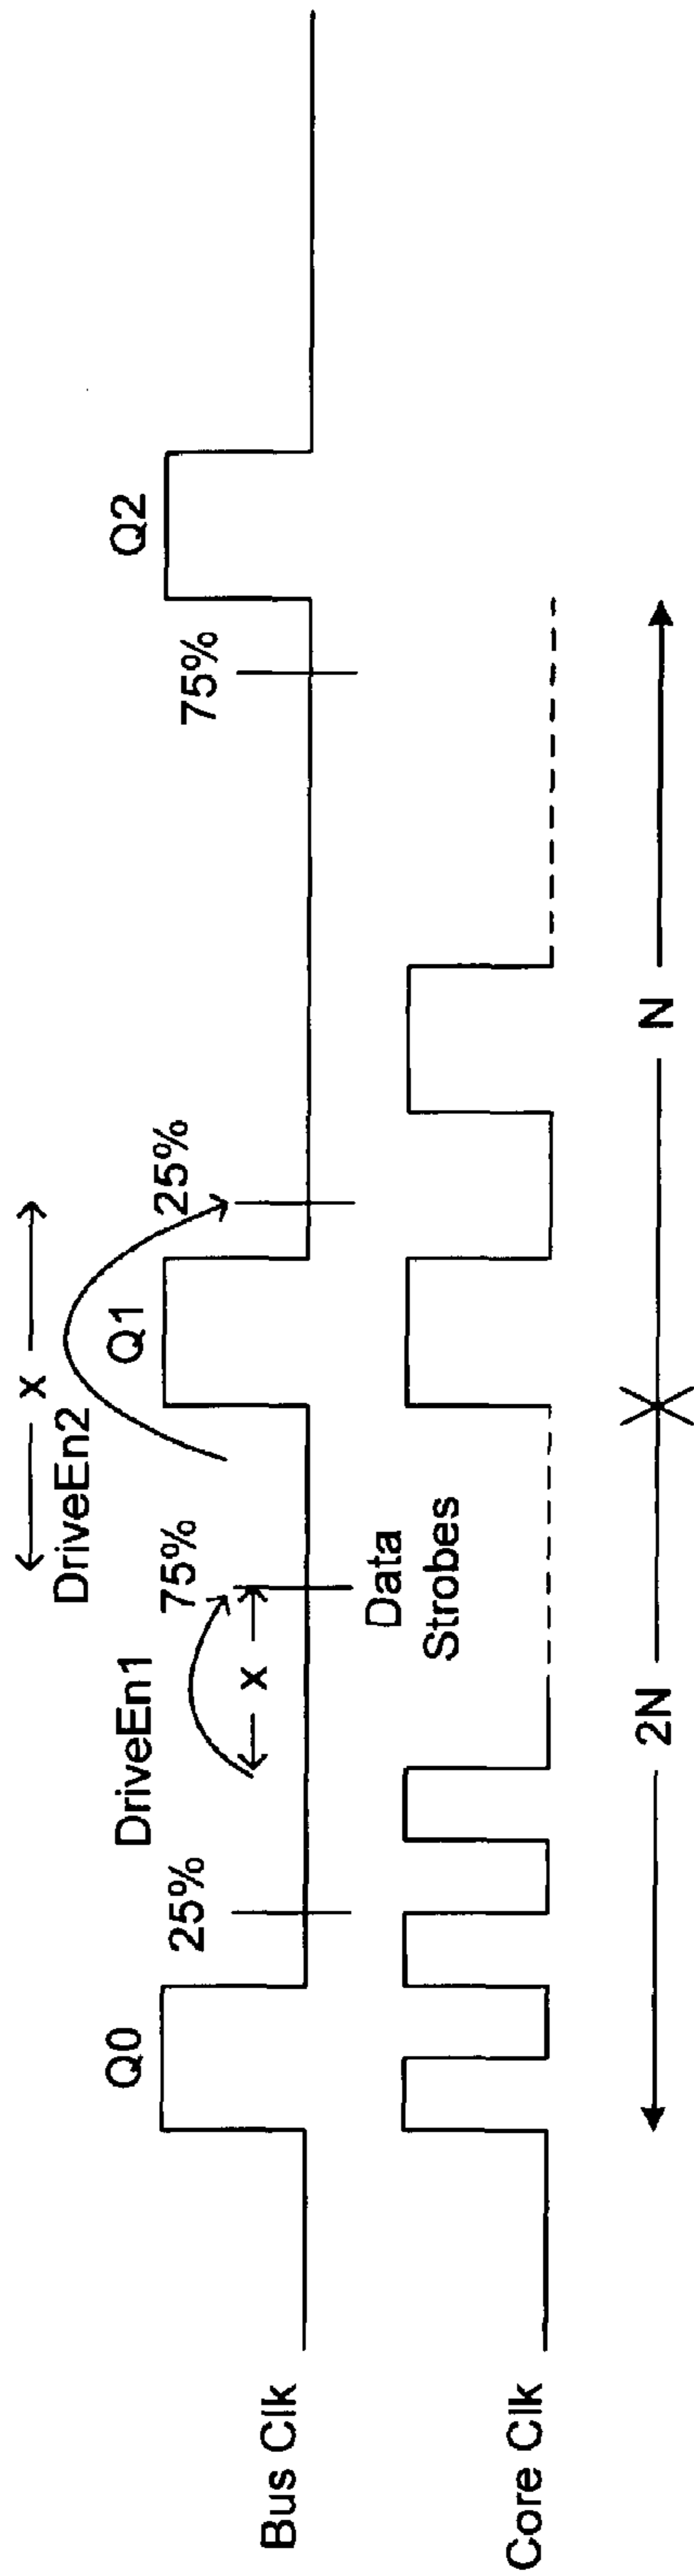 x
DriveEn2
DriveEn1
Q0
25%
x
75%
Q1
25%
75%
Q2
Bus Clk
Data
Strobes
Core Clk
2N
N